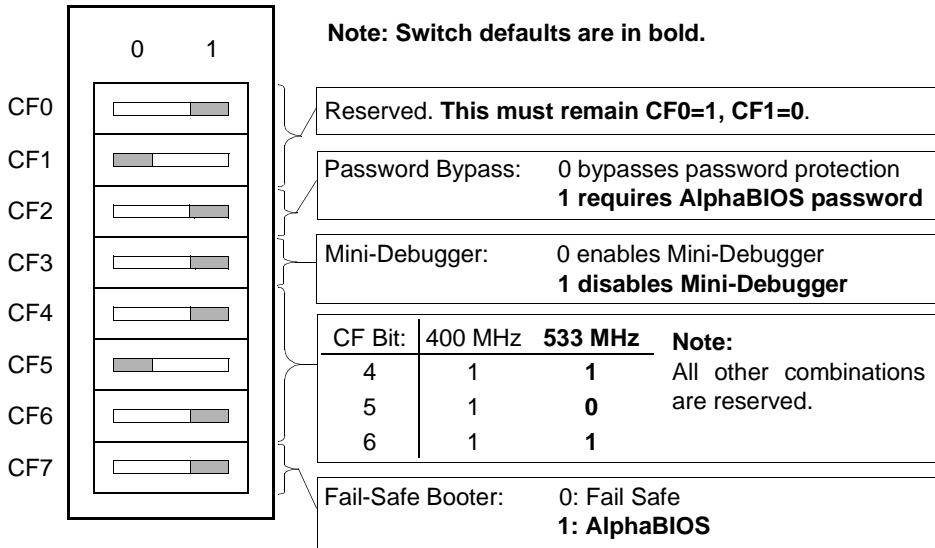 Note: Switch defaults are in bold.
0 1
CF0
Reserved. This must remain CF0=1, CF1=0.
CF1
Password Bypass: 0 bypasses password protection
1 requires AlphaBIOS password
CF2
CF3
Mini-Debugger: 0 enables Mini-Debugger
1 disables Mini-Debugger
CF4
CF Bit: 400 MHz 533 MHz
4 1 1
5 1 0
6 1 1
Note:
All other combinations
are reserved.
CF5
CF6
CF7
Fail-Safe Booter: 0: Fail Safe
1: AlphaBIOS